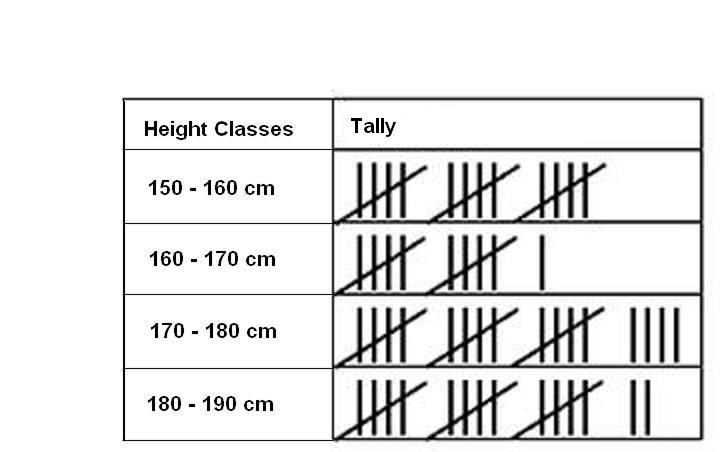 Height Classes Tally
150 - 160 cm
160 - 170 cm
170 - 180 cm
180 - 190 cm